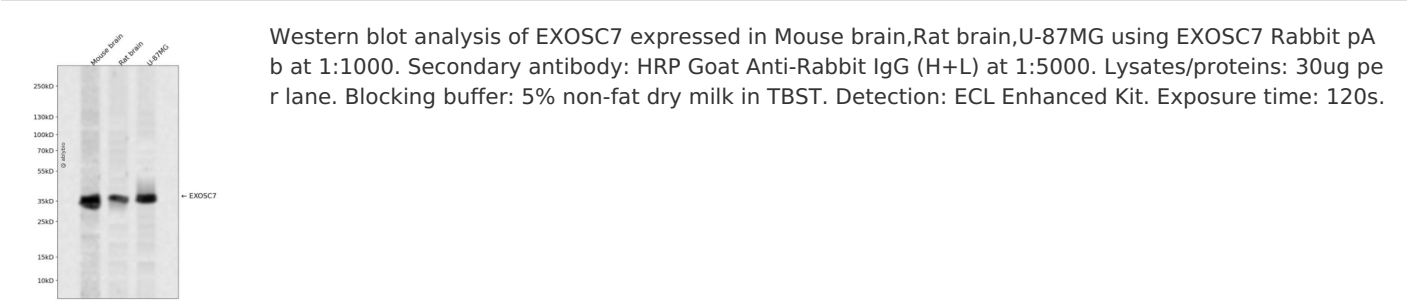 Mouse brain
Rat brain
U-87MG
250kD
130kD
100kD
70kD
55kD
35kD
25kD
15kD
10kD
@ abybio
← EXOSC7
Western blot analysis of EXOSC7 expressed in Mouse brain,Rat brain,U-87MG using EXOSC7 Rabbit pA
b at 1:1000. Secondary antibody: HRP Goat Anti-Rabbit IgG (H+L) at 1:5000. Lysates/proteins: 30ug pe
r lane. Blocking buffer: 5% non-fat dry milk in TBST. Detection: ECL Enhanced Kit. Exposure time: 120s.